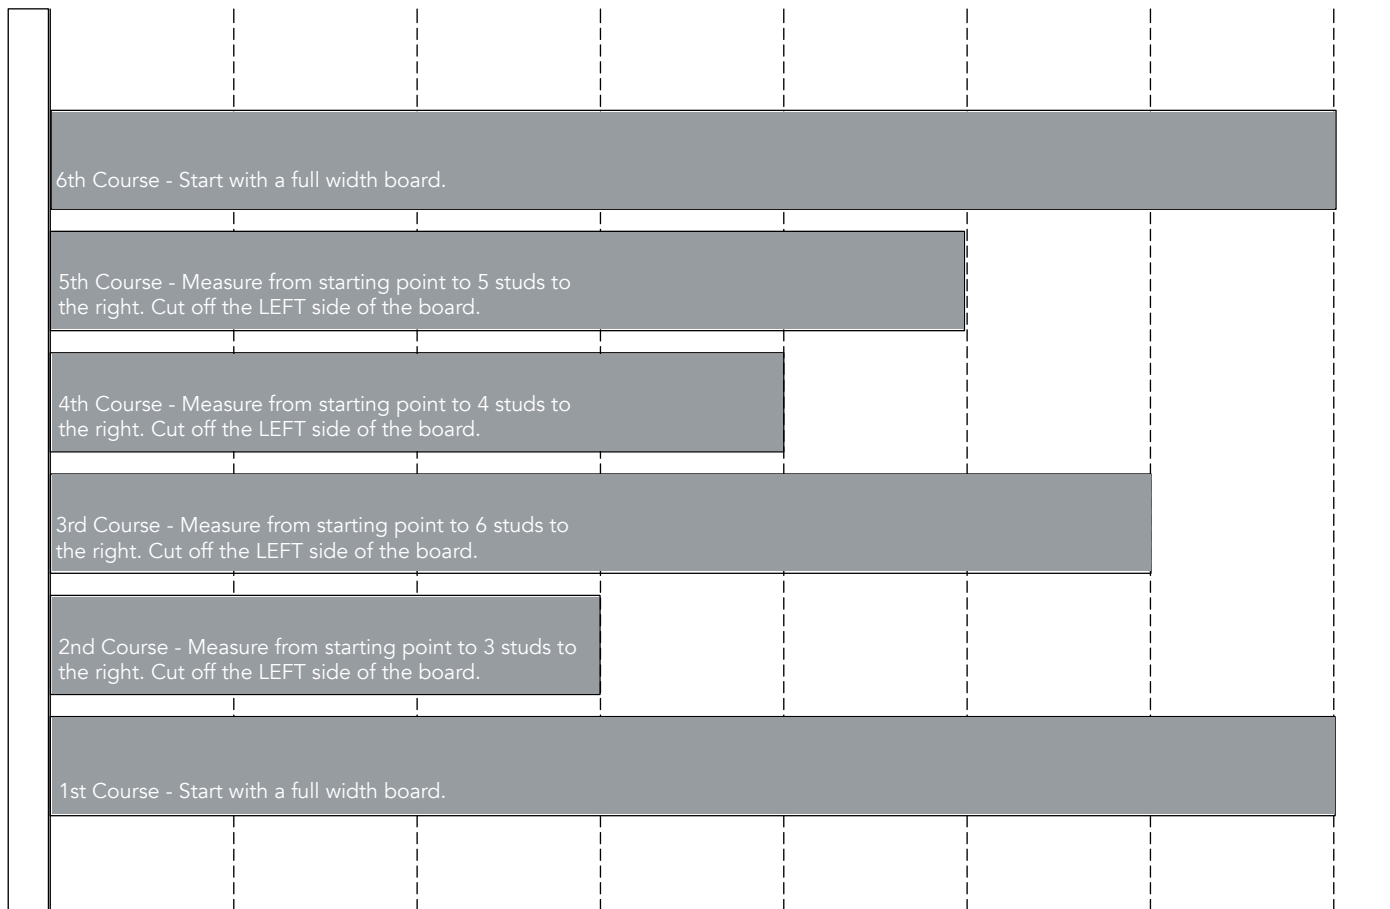 6th Course - Start with a full width board.
5th Course - Measure from starting point to 5 studs to
the right. Cut off the LEFT side of the board.
4th Course - Measure from starting point to 4 studs to
the right. Cut off the LEFT side of the board.
3rd Course - Measure from starting point to 6 studs to
the right. Cut off the LEFT side of the board.
2nd Course - Measure from starting point to 3 studs to
the right. Cut off the LEFT side of the board.
1st Course - Start with a full width board.